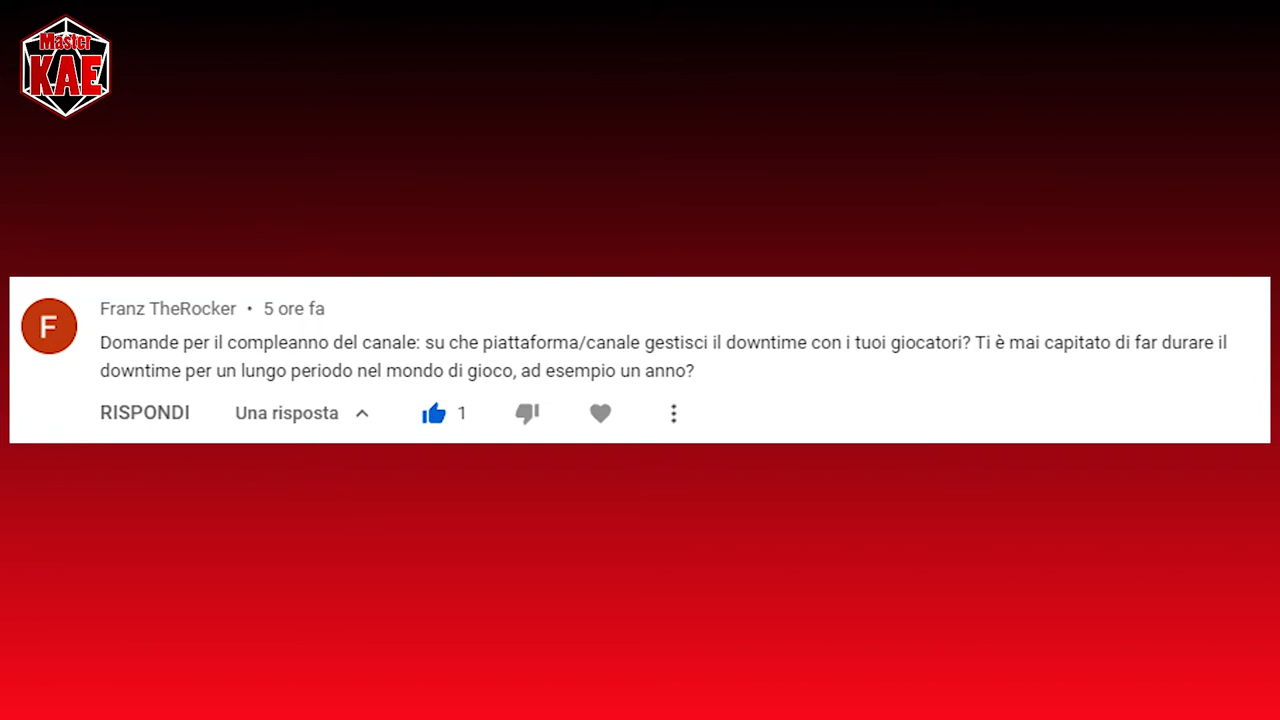 Master
KAE
F
Franz TheRocker • 5 ore fa
Domande per il compleanno del canale: su che piattaforma/canale gestisci il downtime con i tuoi giocatori? Ti è mai capitato di far durare il
downtime per un lungo periodo nel mondo di gioco, ad esempio un anno?
RISPONDI Una risposta 1